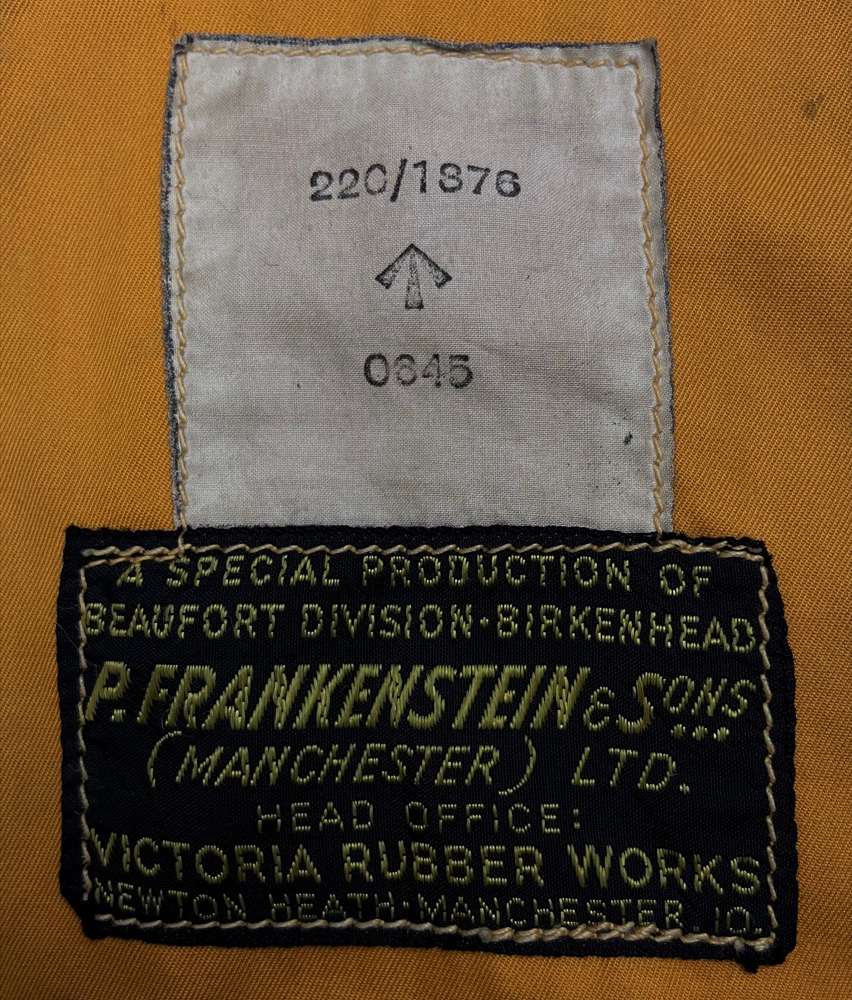 220/1876
0645
A SPECIAL PRODUCTION OF
BEAUFORT DIVISION·BIRKENHEAD
P. FRANKENSTEIN & SONS
(MANCHESTER) LTD.
HEAD OFFICE:
VICTORIA RUBBER WORKS
NEWTON HEATH·MANCHESTER. 10.